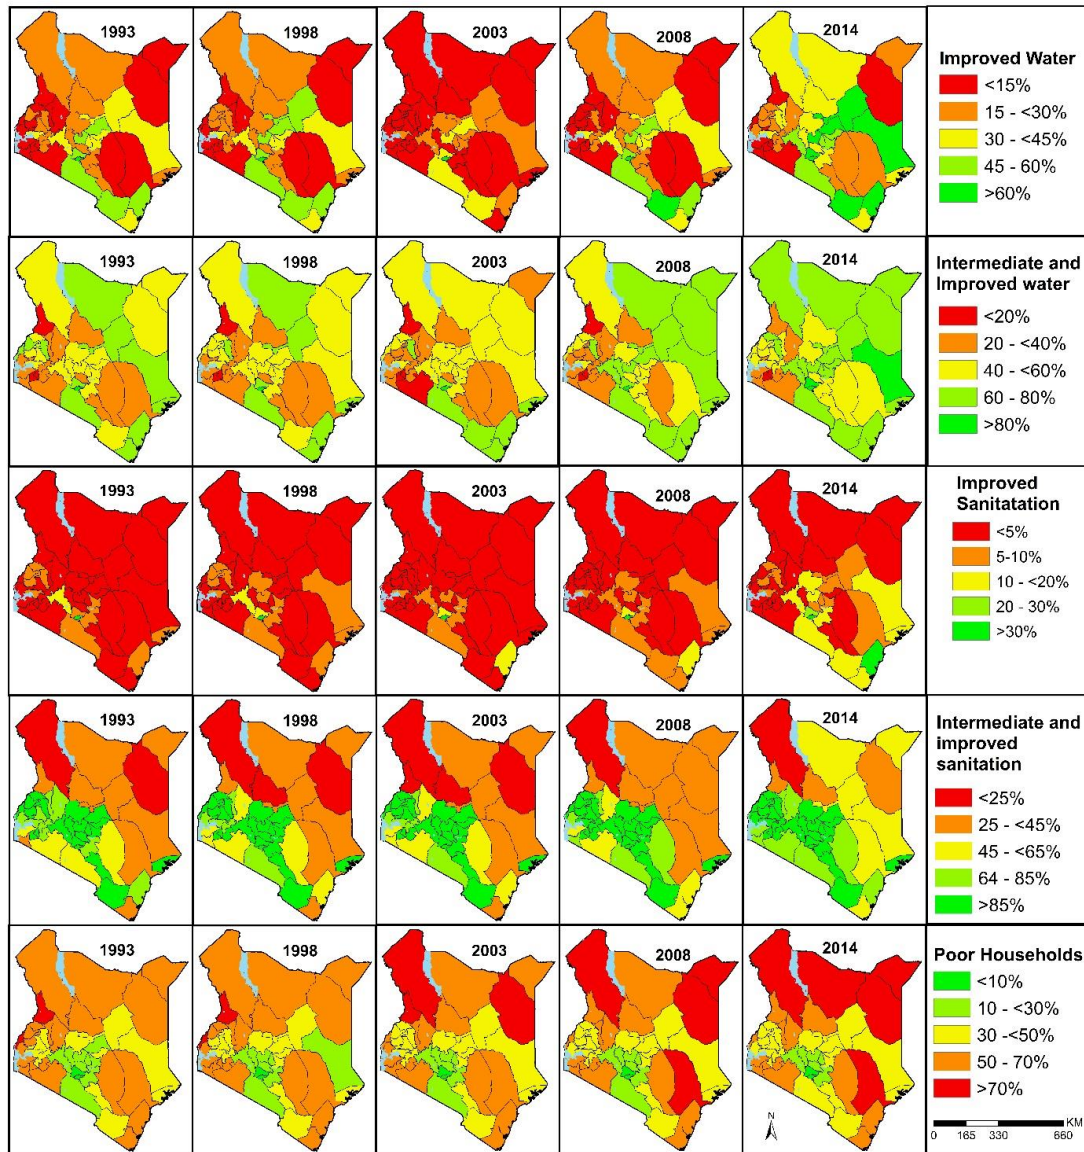 1993
1998
2003
2008
2014
Improved Water
<15%
15 - <30%
30 - <45%
45 - 60%
>60%
1993
1998
2003
2008
2014
Intermediate and
Improved water
<20%
20 - <40%
40 - <60%
60 - 80%
>80%
1993
1998
2003
2008
2014
Improved
Sanitatation
<5%
5-10%
10 - <20%
20 - 30%
>30%
1993
1998
2003
2008
2014
Intermediate and
improved
sanitation
<25%
25 - <45%
45 - <65%
64 - 85%
>85%
1993
1998
2003
2008
2014
Poor Households
<10%
10 - <30%
30 - <50%
50 - 70%
>70%
N
KM
0 165 330 660